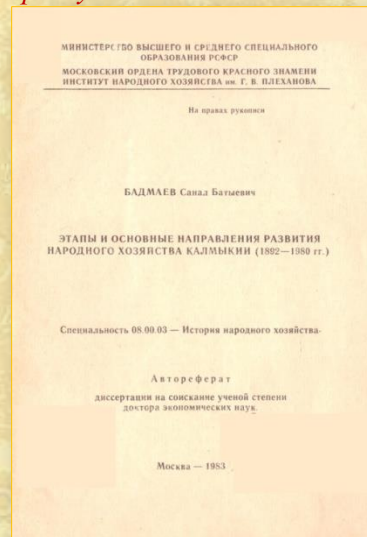 МИНИСТЕРСТВО ВЫСШЕГО И СРЕДНЕГО СПЕЦИАЛЬНОГО
ОБРАЗОВАНИЯ РСФСР
МОСКОВСКИЙ ОРДЕНА ТРУДОВОГО КРАСНОГО ЗНАМЕНИ
ИНСТИТУТ НАРОДНОГО ХОЗЯЙСТВА им. Г. В. ПЛЕХАНОВА
На правах рукописи
БАДМАЕВ Санал Батыевич
ЭТАПЫ И ОСНОВНЫЕ НАПРАВЛЕНИЯ РАЗВИТИЯ
НАРОДНОГО ХОЗЯЙСТВА КАЛМЫКИИ (1892—1980 гг.)
Специальность 08.00.03 — История народного хозяйства
Автореферат
диссертации на соискание ученой степени
доктора экономических наук
Москва — 1983